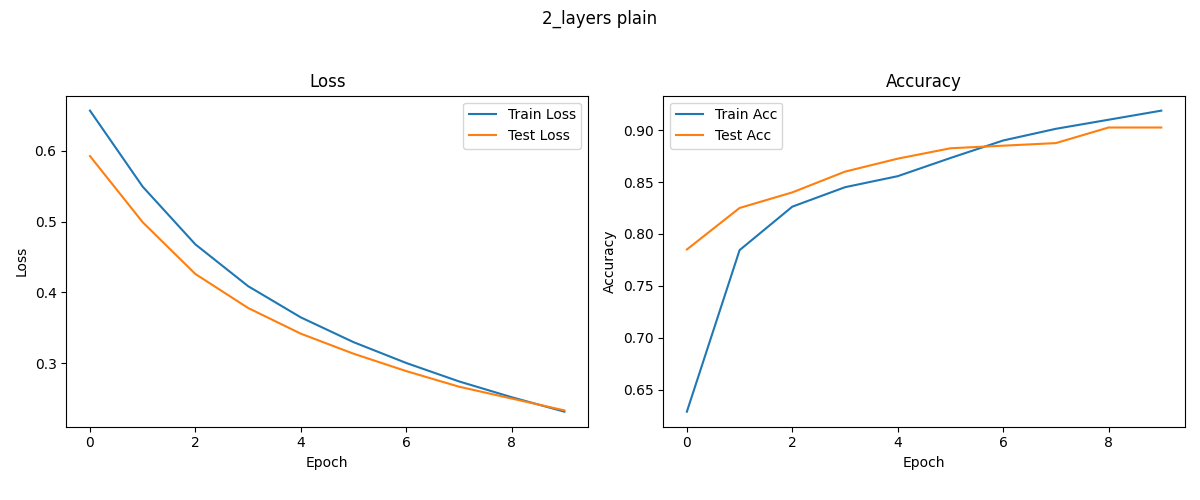 2_layers plain
Loss
Train Loss
Test Loss
0.6
0.5
0.4
0.3
Loss
0 2 4 6 8
Epoch
Accuracy
Train Acc
Test Acc
0.90
0.85
0.80
0.75
0.70
0.65
Accuracy
0 2 4 6 8
Epoch